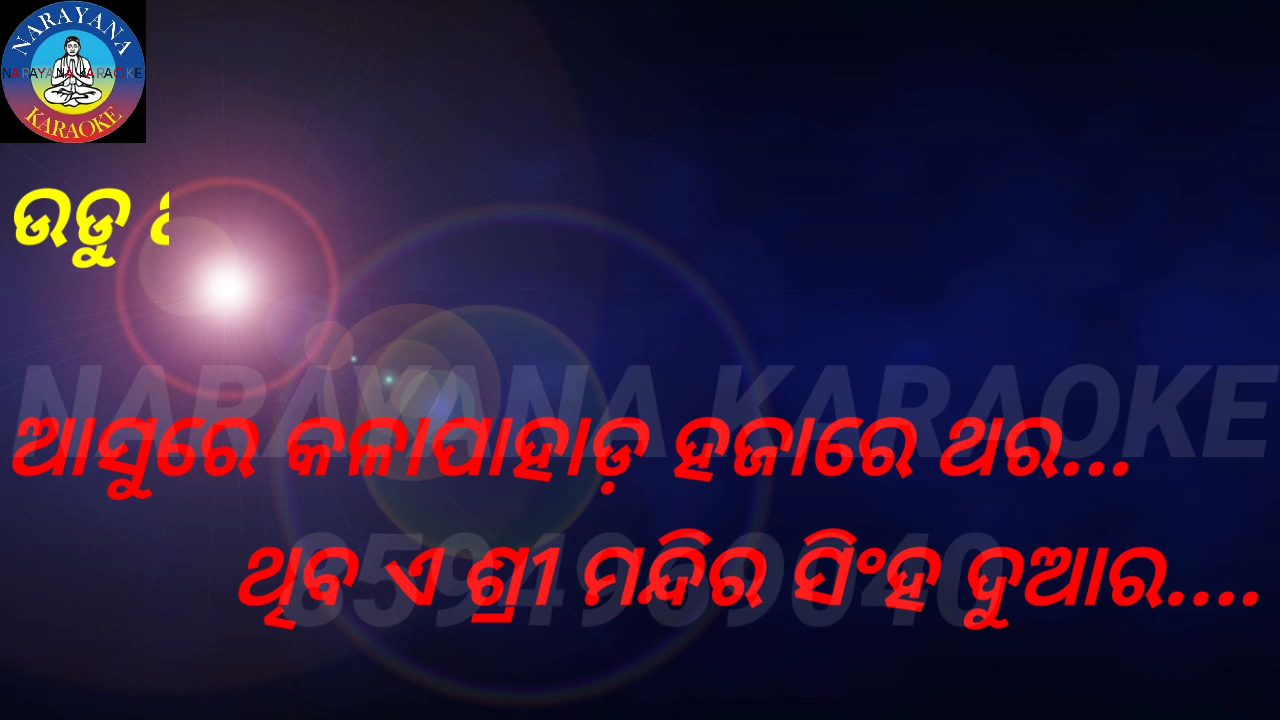 NARAYANA
NARAYANA KARAOKE
KARAOKE
ଉଡୁ
NARAYANA KARAOKE
ଆସୁରେ କଳାପାହାଡ଼ ହଜାରେ ଥର...
ଥିବ ଏ ଶ୍ରୀ ମନ୍ଦିର ସିଂହ ଦୁଆର....